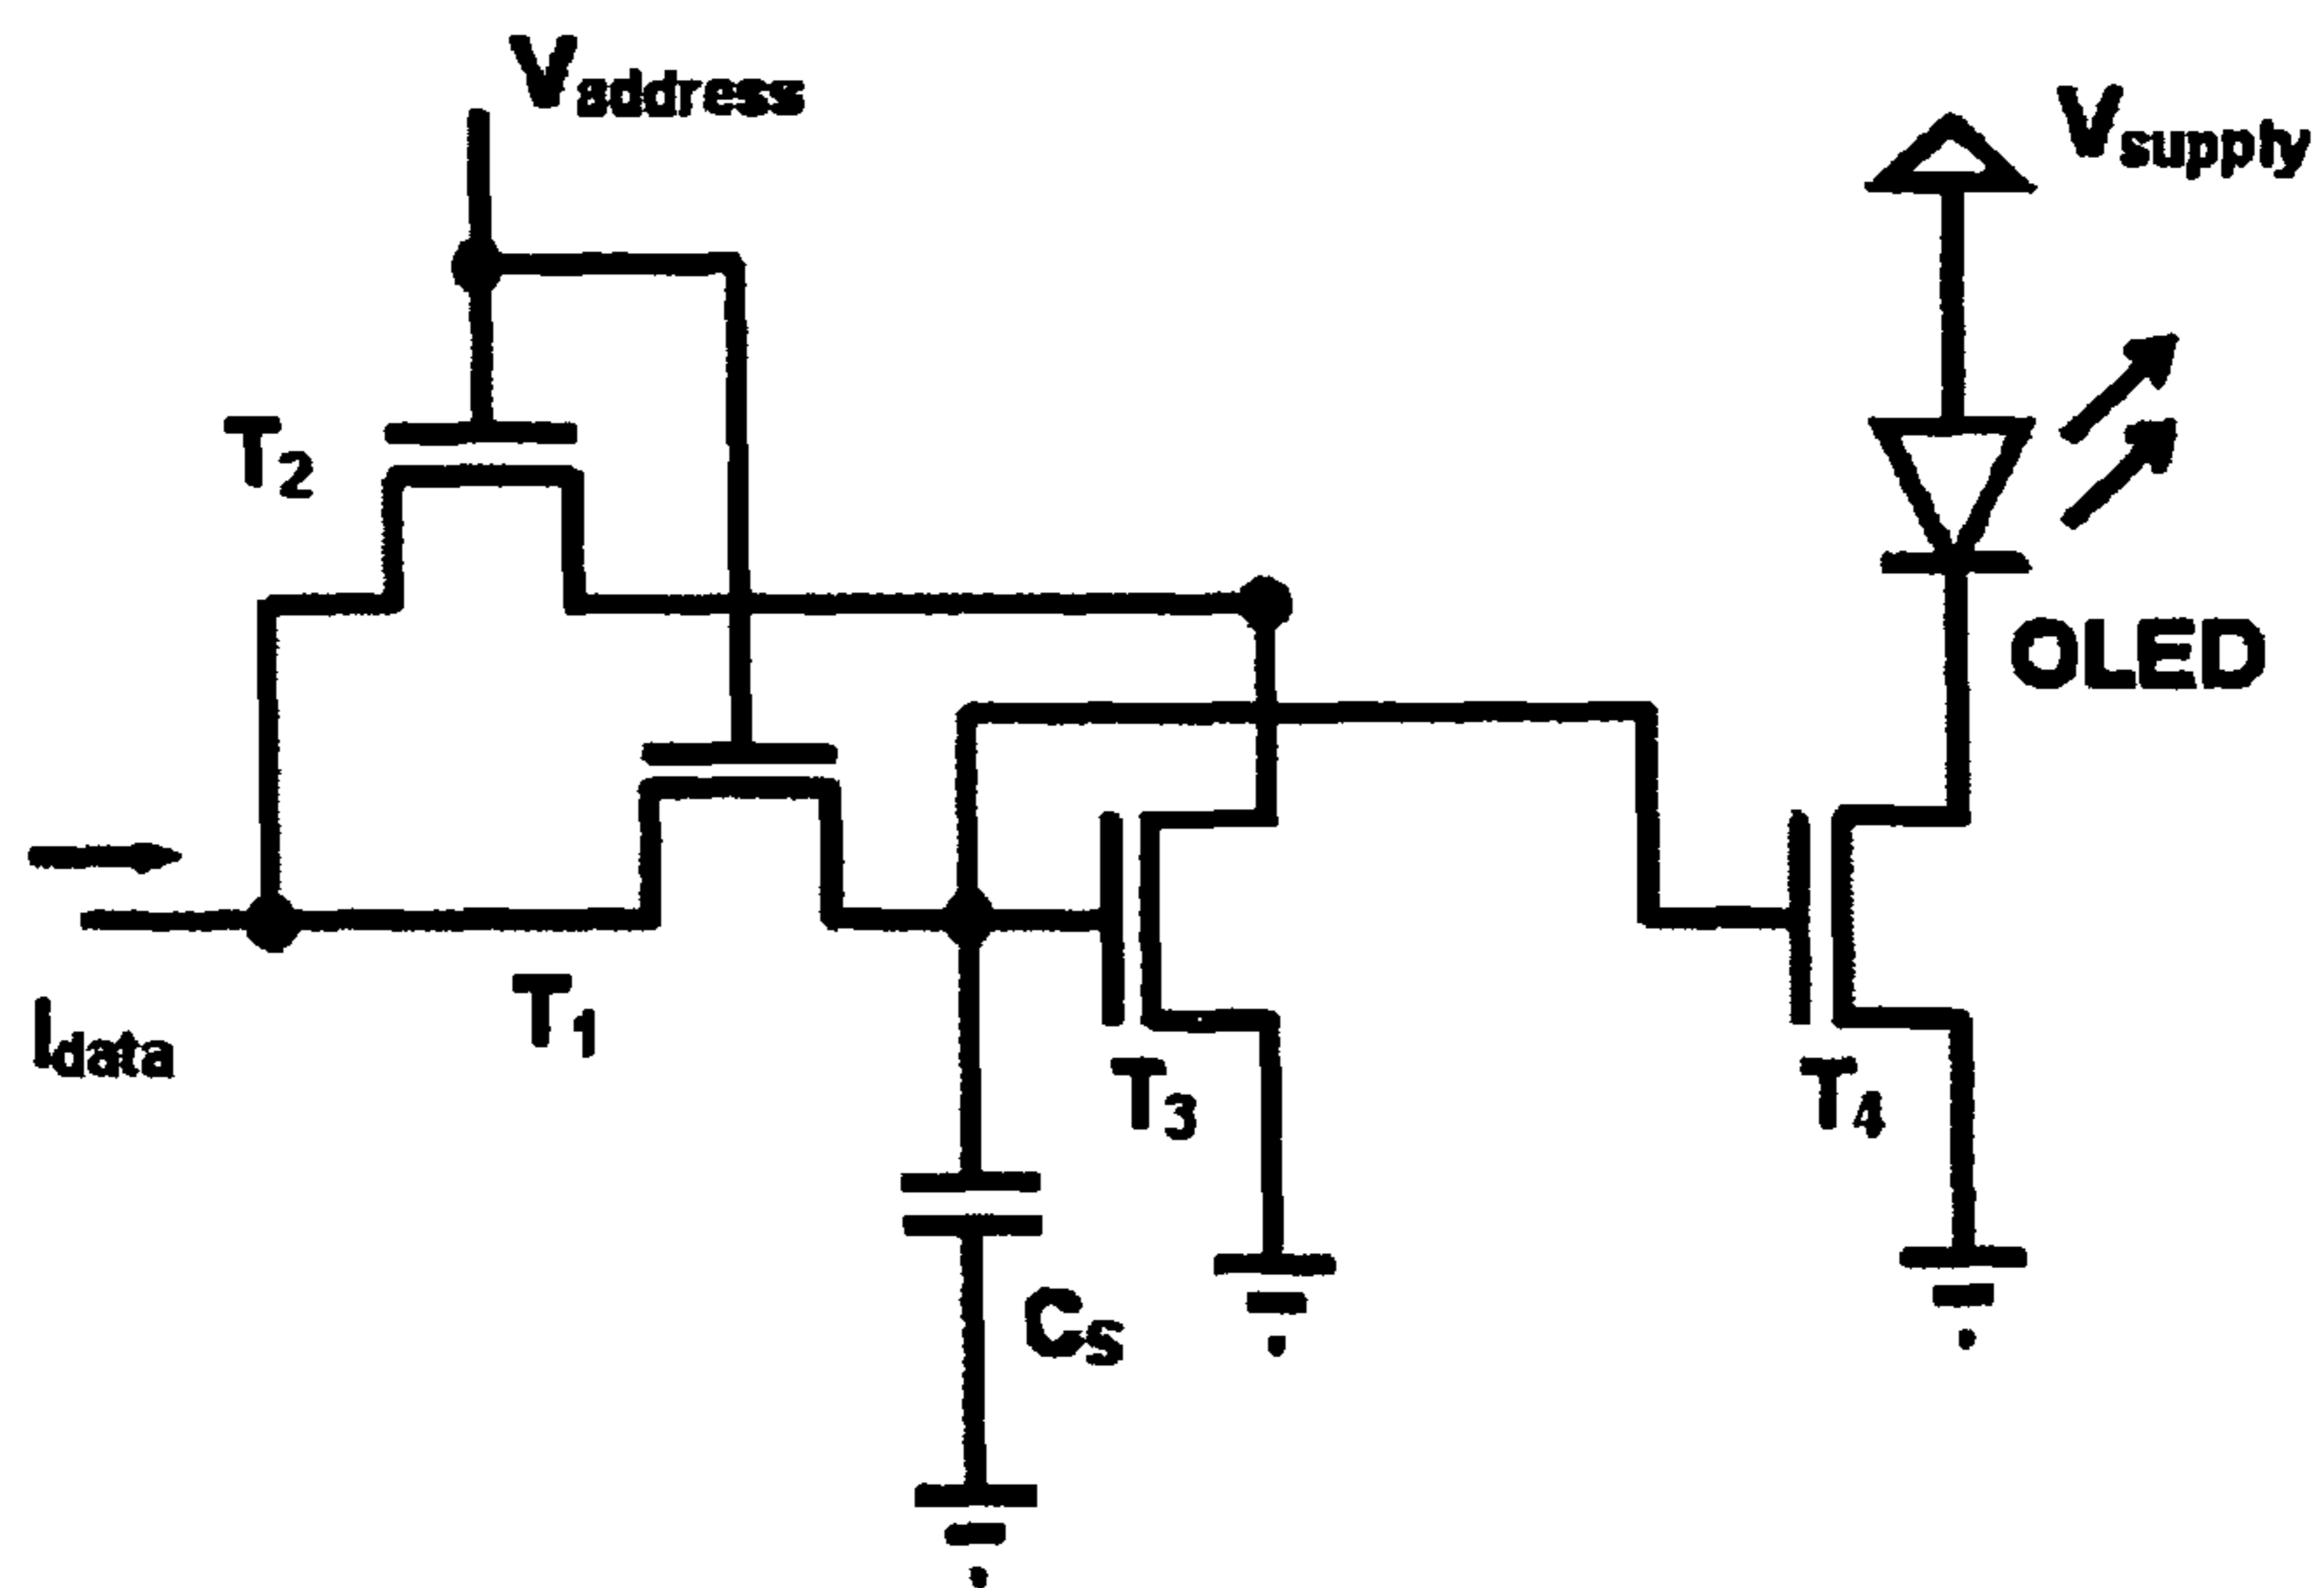 Vaddress
Vsupply
T2
OLED
T1
Idata
T3
T4
Cs